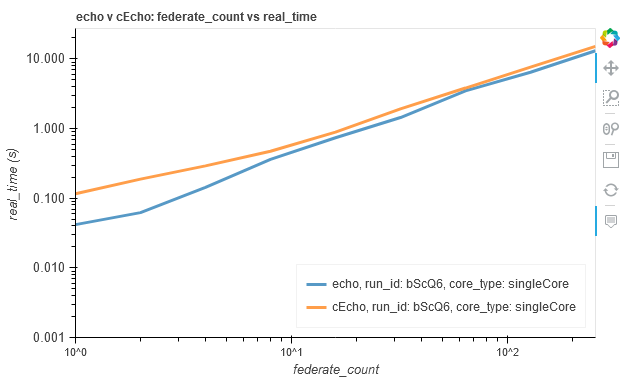 echo v cEcho: federate_count vs real_time
10.000
1.000
0.100
0.010
0.001
real_time (s)
echo, run_id: bScQ6, core_type: singleCore
cEcho, run_id: bScQ6, core_type: singleCore
10^0
10^1
10^2
federate_count